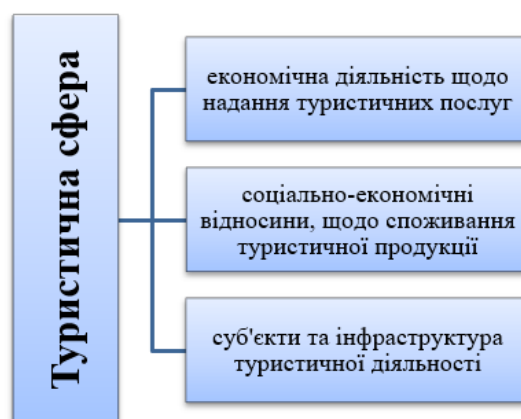 Туристична сфера
економічна діяльність щодо
надання туристичних послуг
соціально-економічні
відносини, щодо споживання
туристичної продукції
суб'єкти та інфраструктура
туристичної діяльності